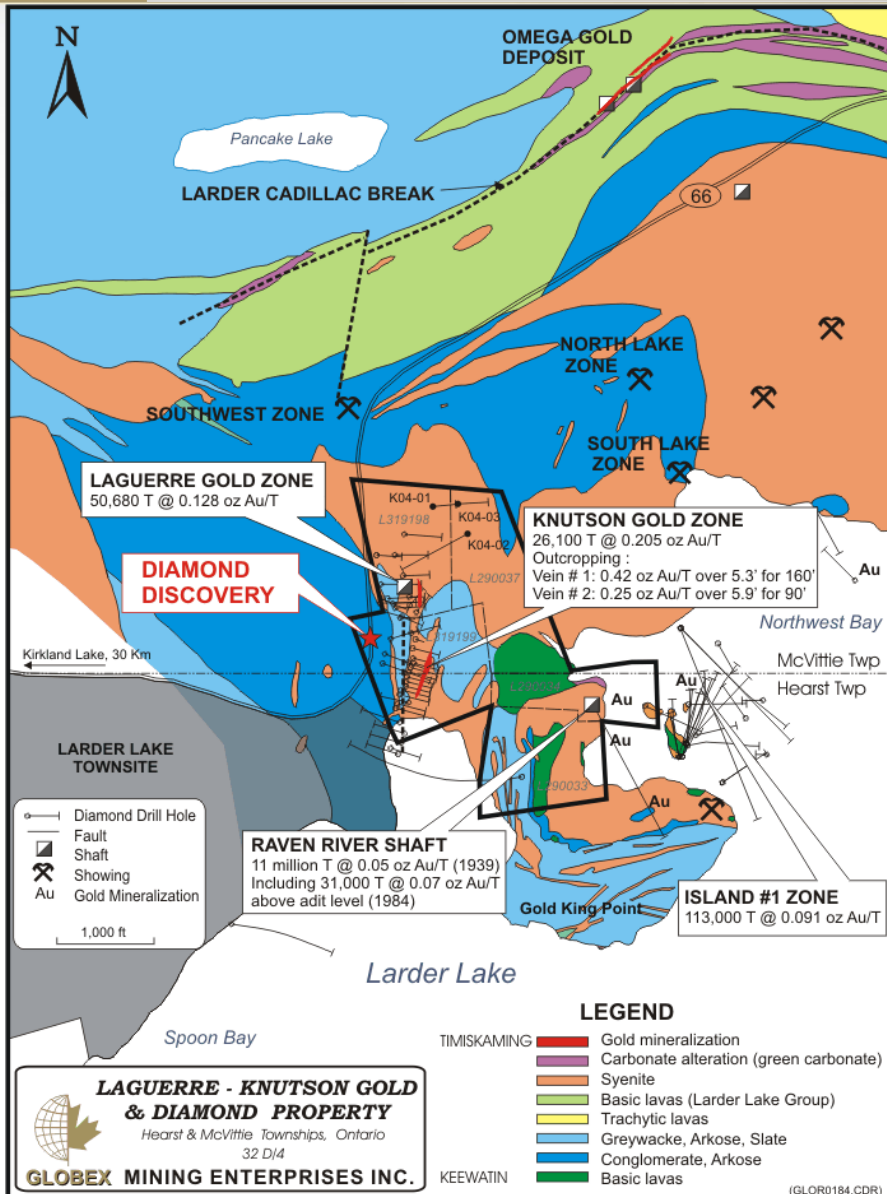 N
OMEGA GOLD
DEPOSIT
Pancake Lake
LARDER CADILLAC BREAK
66
NORTH LAKE
ZONE
SOUTHWEST ZONE
SOUTH LAKE
ZONE
LAGUERRE GOLD ZONE
50,680 T @ 0.128 oz Au/T
K04-01
L319198
K04-03
K04-02
L290037
KNUTSON GOLD ZONE
26,100 T @ 0.205 oz Au/T
Outcropping :
Vein # 1: 0.42 oz Au/T over 5.3' for 160'
Vein # 2: 0.25 oz Au/T over 5.9' for 90'
Au
DIAMOND
DISCOVERY
L319199
Northwest Bay
Kirkland Lake, 30 Km
McVittie Twp
Hearst Twp
Au
Au
Au
LARDER LAKE
TOWNSITE
L290033
Au
Diamond Drill Hole
Fault
Shaft
Showing
Au Gold Mineralization
1,000 ft
RAVEN RIVER SHAFT
11 million T @ 0.05 oz Au/T (1939)
Including 31,000 T @ 0.07 oz Au/T
above adit level (1984)
ISLAND #1 ZONE
113,000 T @ 0.091 oz Au/T
Gold King Point
Larder Lake
Spoon Bay
LEGEND
TIMISKAMING
Gold mineralization
Carbonate alteration (green carbonate)
Syenite
Basic lavas (Larder Lake Group)
Trachytic lavas
Greywacke, Arkose, Slate
Conglomerate, Arkose
KEEWATIN
Basic lavas
LAGUERRE - KNUTSON GOLD
& DIAMOND PROPERTY
Hearst & McVittie Townships, Ontario
32 D/4
GLOBEX MINING ENTERPRISES INC.
(GLOR0184.CDR)